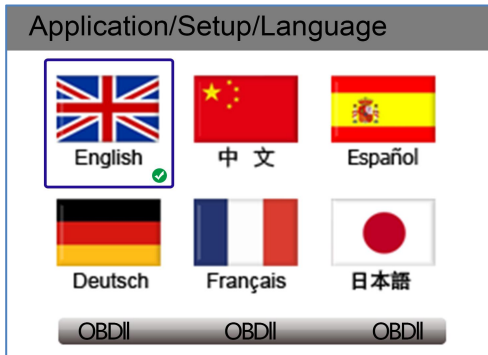 Application/Setup/Language
English 中 文 Español
Deutsch Français 日本語
OBDII OBDII OBDII